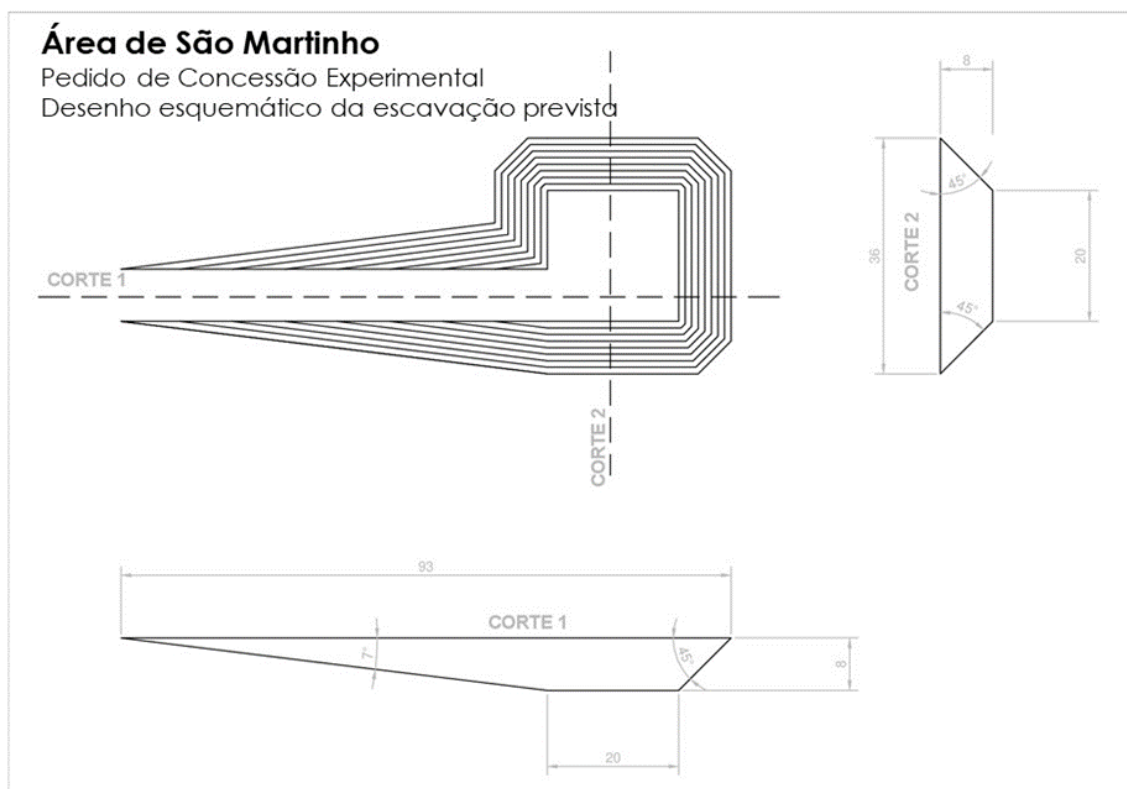 Área de São Martinho
Pedido de Concessão Experimental
Desenho esquemático da escavação prevista
8
45°
CORTE 2
36
20
45°
CORTE 1
CORTE 2
93
CORTE 1
7°
45°
8
20